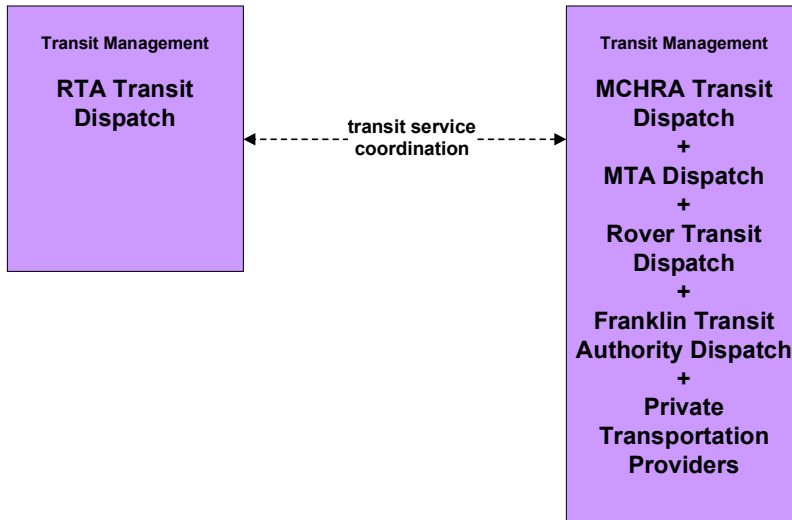 Transit Management
RTA Transit
Dispatch
transit service
coordination
Transit Management
MCHRA Transit
Dispatch
+
MTA Dispatch
+
Rover Transit
Dispatch
+
Franklin Transit
Authority Dispatch
+
Private
Transportation
Providers